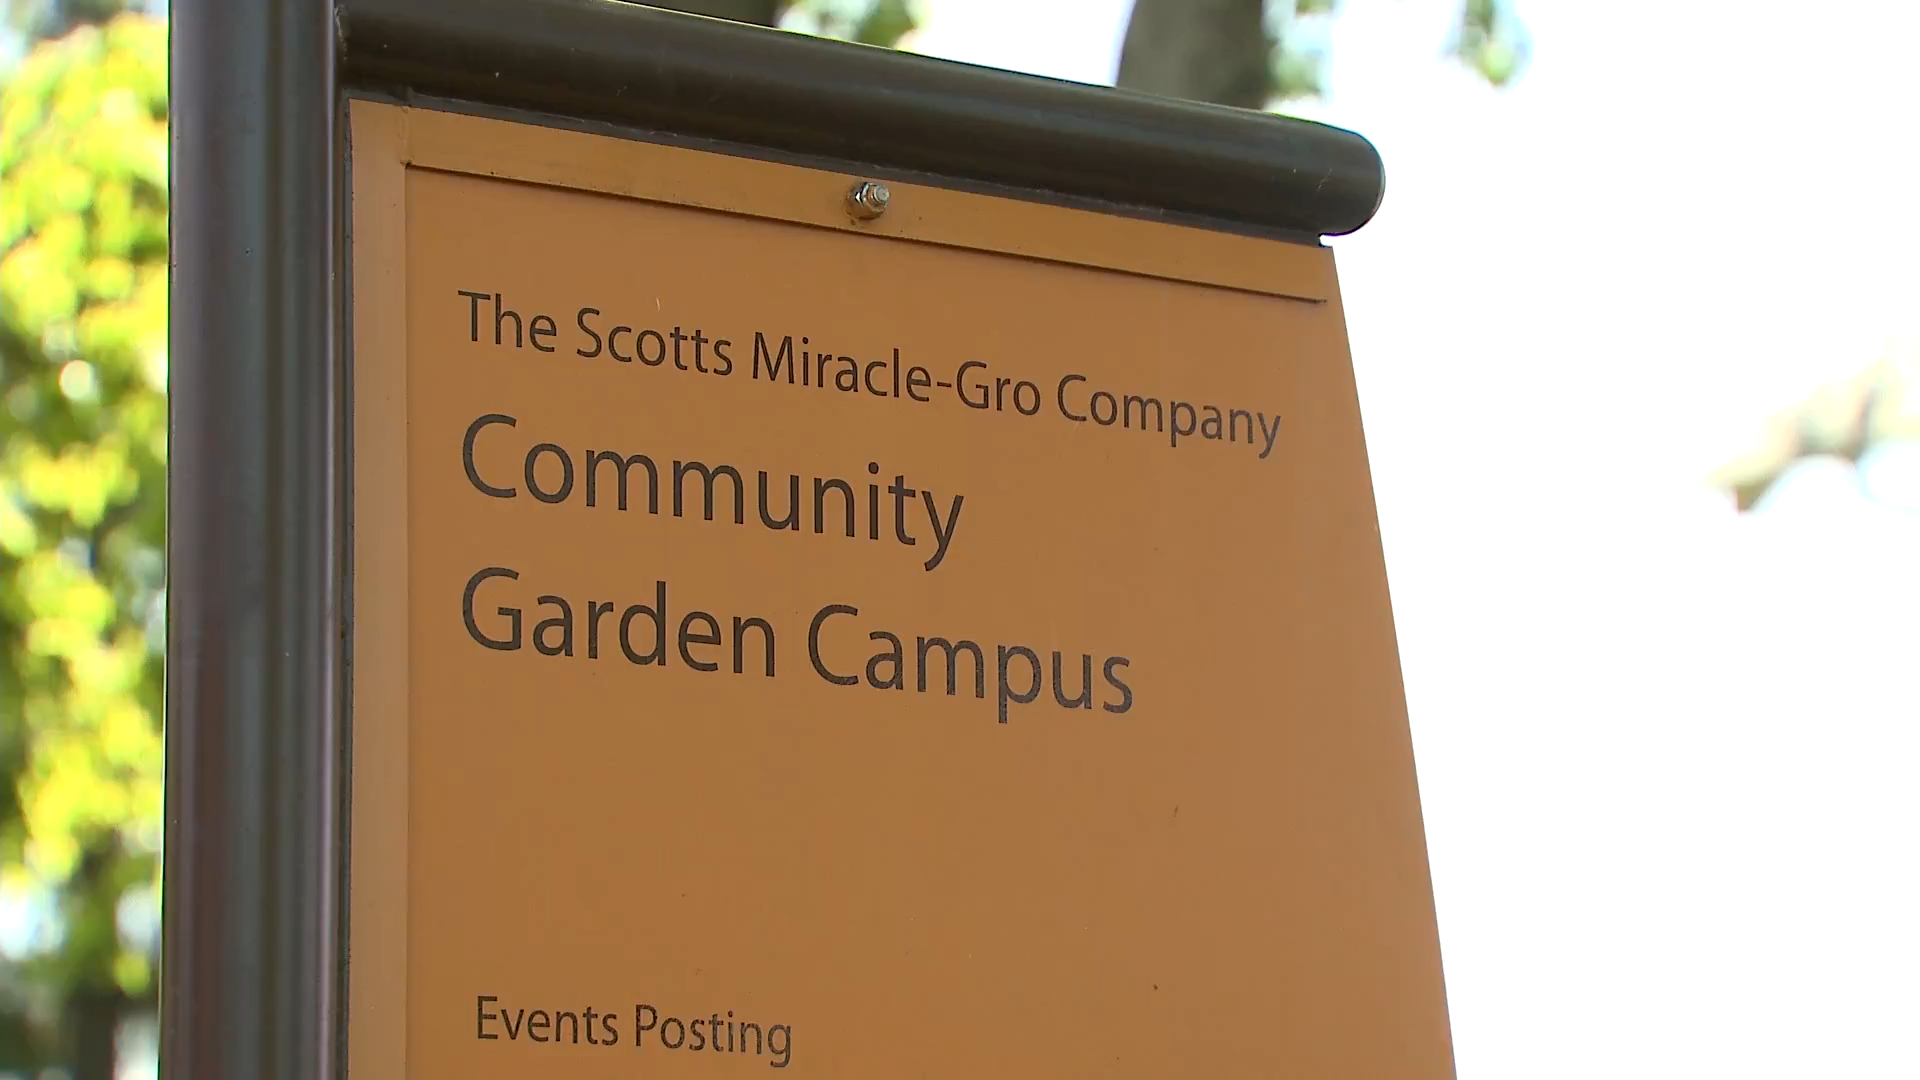 The Scotts Miracle-Gro Company
Community
Garden Campus
Events Posting